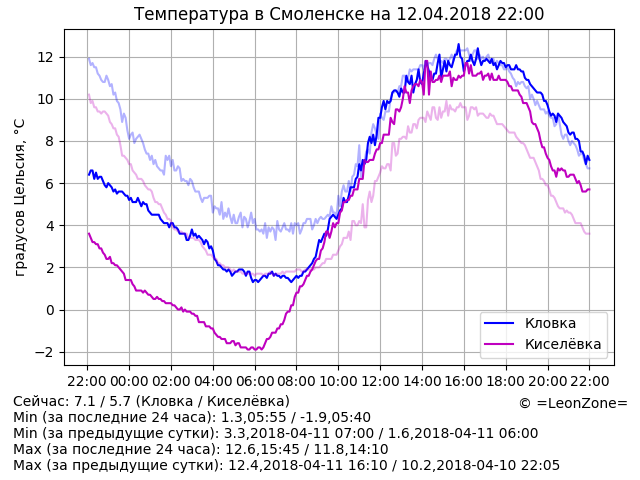 Температура в Смоленске на 12.04.2018 22:00
градусов Цельсия, °C
12
10
8
6
4
2
0
−2
22:00 00:00 02:00 04:00 06:00 08:00 10:00 12:00 14:00 16:00 18:00 20:00 22:00
Кловка
Киселёвка
Сейчас: 7.1 / 5.7 (Кловка / Киселёвка)
© =LeonZone=
Min (за последние 24 часа): 1.3,05:55 / -1.9,05:40
Min (за предыдущие сутки): 3.3,2018-04-11 07:00 / 1.6,2018-04-11 06:00
Max (за последние 24 часа): 12.6,15:45 / 11.8,14:10
Max (за предыдущие сутки): 12.4,2018-04-11 16:10 / 10.2,2018-04-10 22:05